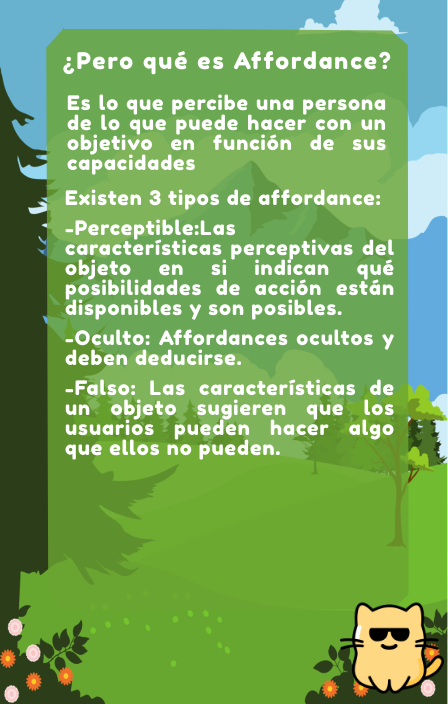 ¿Pero qué es Affordance?
Es lo que percibe una persona
de lo que puede hacer con un
objetivo en función de sus
capacidades
Existen 3 tipos de affordance:
-Perceptible:Las
características perceptivas del
objeto en si indican qué
posibilidades de acción están
disponibles y son posibles.
-Oculto: Affordances ocultos y
deben deducirse.
-Falso: Las características de
un objeto sugieren que los
usuarios pueden hacer algo
que ellos no pueden.